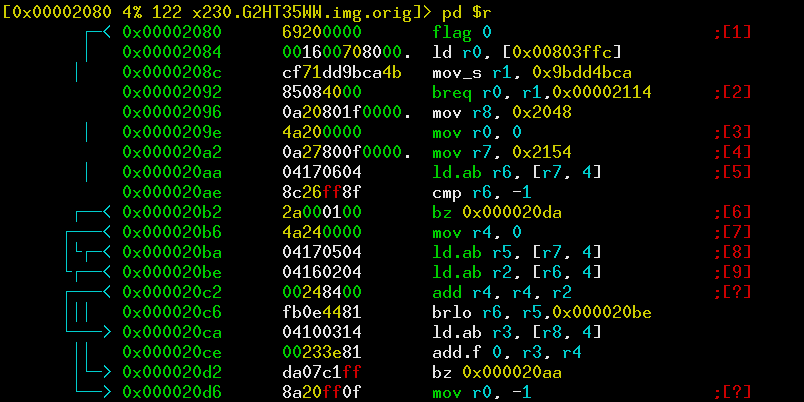 [0x00002080 4% 122 x230.G2HT35WW.img.orig]> pd $r
0x00002080 69200000 flag 0 ;[1]
0x00002084 001600708000. ld r0, [0x00803ffc]
0x0000208c cf71dd9bca4b mov_s r1, 0x9bdd4bca
0x00002092 85084000 breq r0, r1,0x00002114 ;[2]
0x00002096 0a20801f0000. mov r8, 0x2048
0x0000209e 4a200000 mov r0, 0 ;[3]
0x000020a2 0a27800f0000. mov r7, 0x2154 ;[4]
0x000020aa 04170604 ld.ab r6, [r7, 4] ;[5]
0x000020ae 8c26ff8f cmp r6, -1
0x000020b2 2a000100 bz 0x000020da ;[6]
0x000020b6 4a240000 mov r4, 0 ;[7]
0x000020ba 04170504 ld.ab r5, [r7, 4] ;[8]
0x000020be 04160204 ld.ab r2, [r6, 4] ;[9]
0x000020c2 00248400 add r4, r4, r2 ;[?]
0x000020c6 fb0e4481 brlo r6, r5,0x000020be
0x000020ca 04100314 ld.ab r3, [r8, 4]
0x000020ce 00233e81 add.f 0, r3, r4
0x000020d2 da07c1ff bz 0x000020aa
0x000020d6 8a20ff0f mov r0, -1 ;[?]